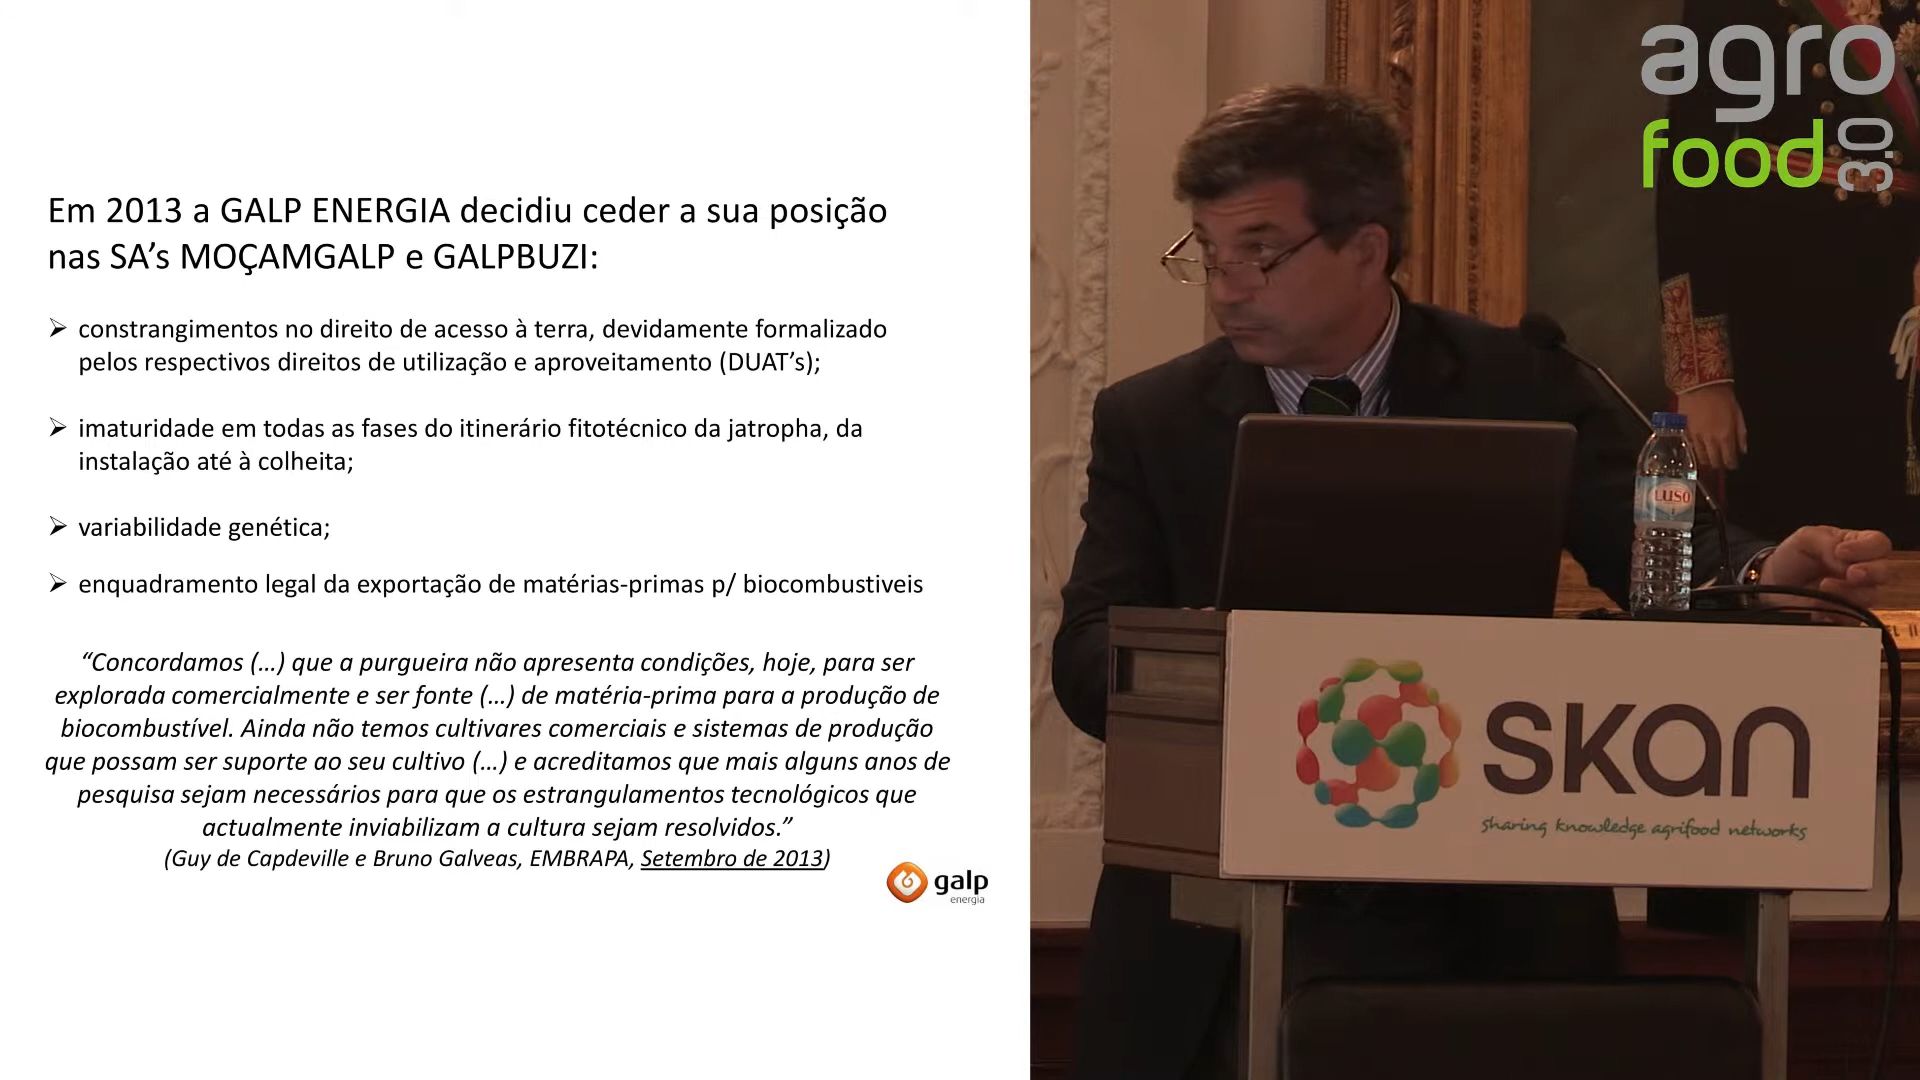 Em 2013 a GALP ENERGIA decidiu ceder a sua posição
nas SA’s MOÇAMGALP e GALPBUZI:
constrangimentos no direito de acesso à terra, devidamente formalizado
pelos respectivos direitos de utilização e aproveitamento (DUAT’s);
imaturidade em todas as fases do itinerário fitotécnico da jatropha, da
instalação até à colheita;
variabilidade genética;
enquadramento legal da exportação de matérias-primas p/ biocombustiveis
“Concordamos (…) que a purgueira não apresenta condições, hoje, para ser
explorada comercialmente e ser fonte (…) de matéria-prima para a produção de
biocombustível. Ainda não temos cultivares comerciais e sistemas de produção
que possam ser suporte ao seu cultivo (…) e acreditamos que mais alguns anos de
pesquisa sejam necessários para que os estrangulamentos tecnológicos que
actualmente inviabilizam a cultura sejam resolvidos.”
(Guy de Capdeville e Bruno Galveas, EMBRAPA, Setembro de 2013)
galp
energia
agro
food
3.0
LUSO
SKAN
sharing knowledge agrifood networks